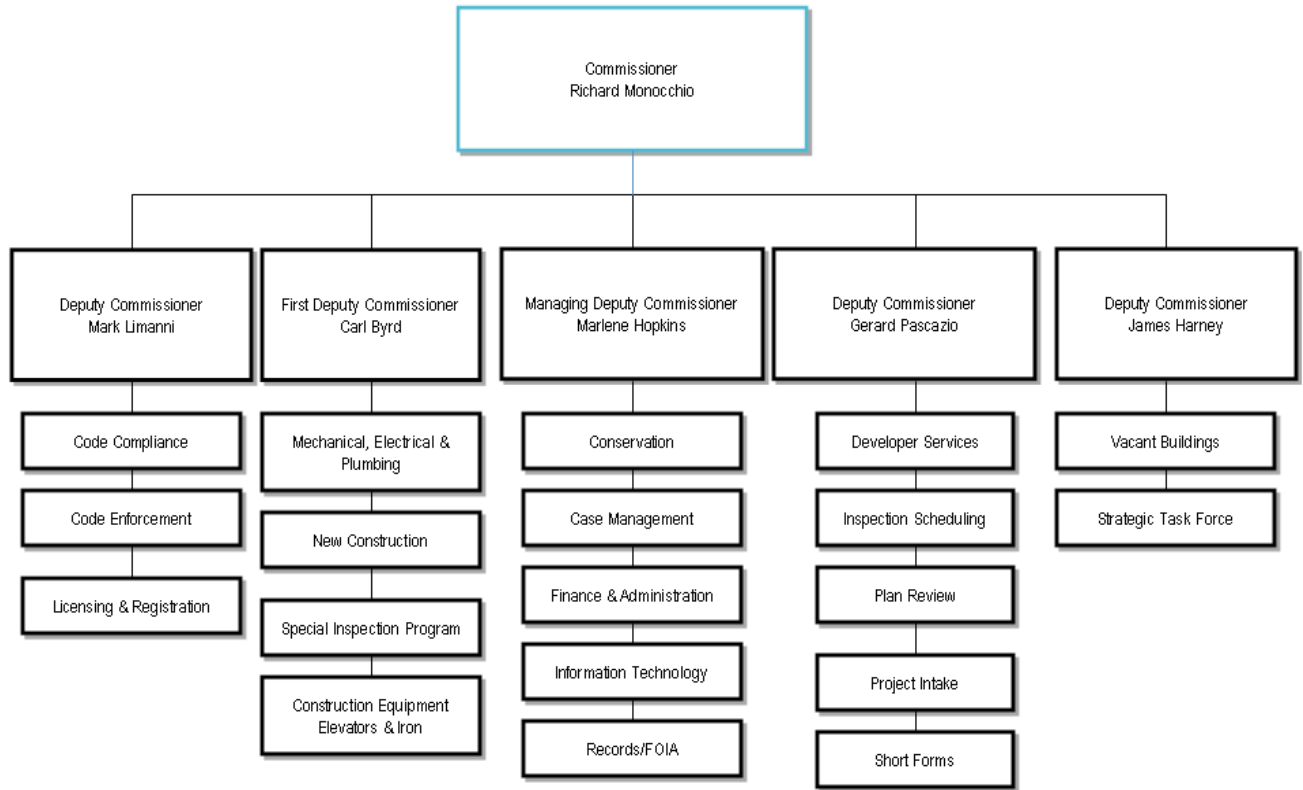 Commissioner
Richard Monocchio
Deputy Commissioner
Mark Limanni
First Deputy Commissioner
Carl Byrd
Managing Deputy Commissioner
Marlene Hopkins
Deputy Commissioner
Gerard Pascazio
Deputy Commissioner
James Harney
Code Compliance
Code Enforcement
Licensing & Registration
Mechanical, Electrical &
Plumbing
New Construction
Special Inspection Program
Construction Equipment
Elevators & Iron
Conservation
Case Management
Finance & Administration
Information Technology
Records/FOIA
Developer Services
Inspection Scheduling
Plan Review
Project Intake
Short Forms
Vacant Buildings
Strategic Task Force